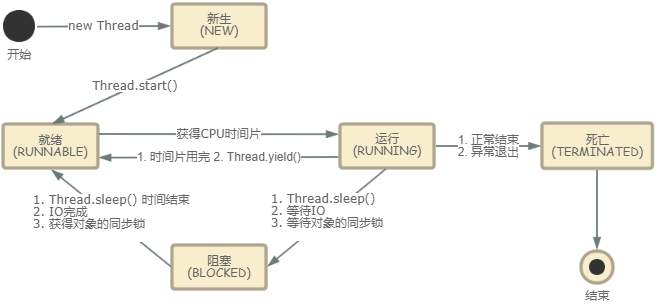 new Thread
开始
新生
(NEW)
Thread.start()
就绪
(RUNNABLE)
获得CPU时间片
1. 时间片用完 2. Thread.yield()
运行
(RUNNING)
1. 正常结束
2. 异常退出
死亡
(TERMINATED)
1. Thread.sleep() 时间结束
2. IO完成
3. 获得对象的同步锁
1. Thread.sleep()
2. 等待IO
3. 等待对象的同步锁
阻塞
(BLOCKED)
结束